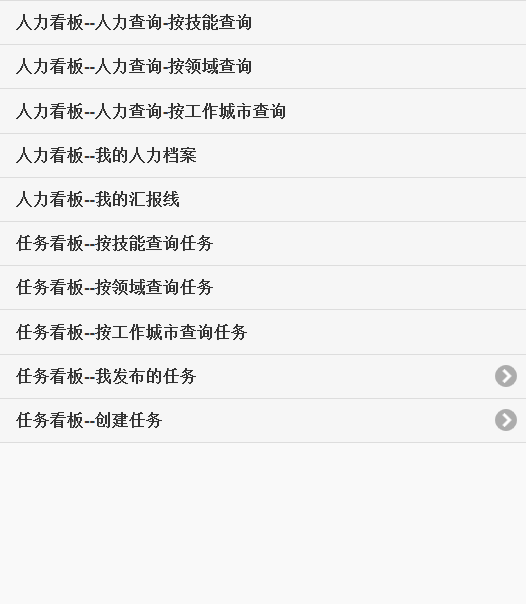 人力看板--人力查询-按技能查询
人力看板--人力查询-按领域查询
人力看板--人力查询-按工作城市查询
人力看板--我的人力档案
人力看板--我的汇报线
任务看板--按技能查询任务
任务看板--按领域查询任务
任务看板--按工作城市查询任务
任务看板--我发布的任务
任务看板--创建任务